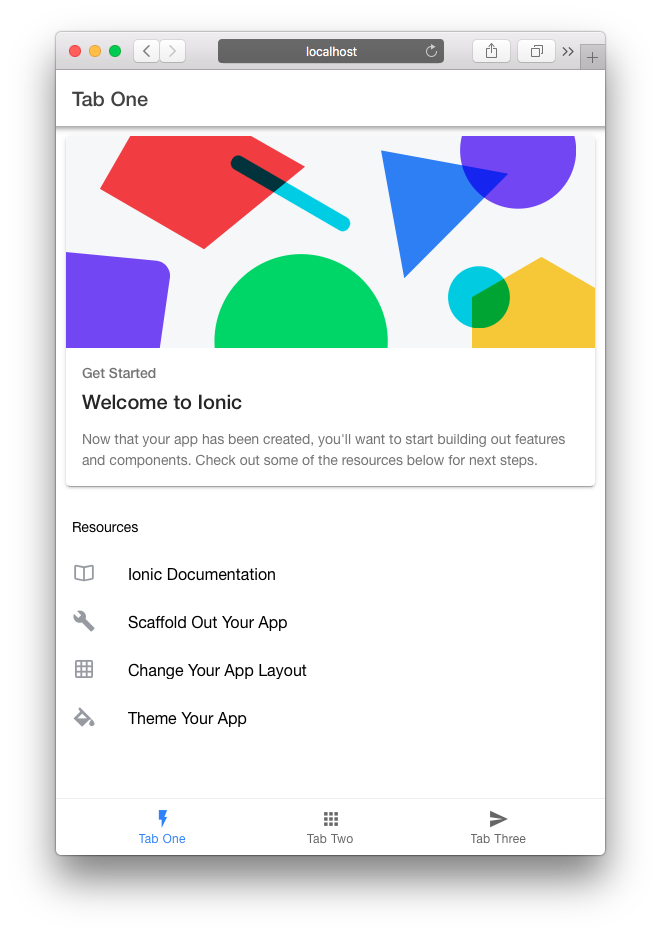 localhost
Tab One
Get Started
Welcome to Ionic
Now that your app has been created, you'll want to start building out features
and components. Check out some of the resources below for next steps.
Resources
Ionic Documentation
Scaffold Out Your App
Change Your App Layout
Theme Your App
Tab One Tab Two Tab Three